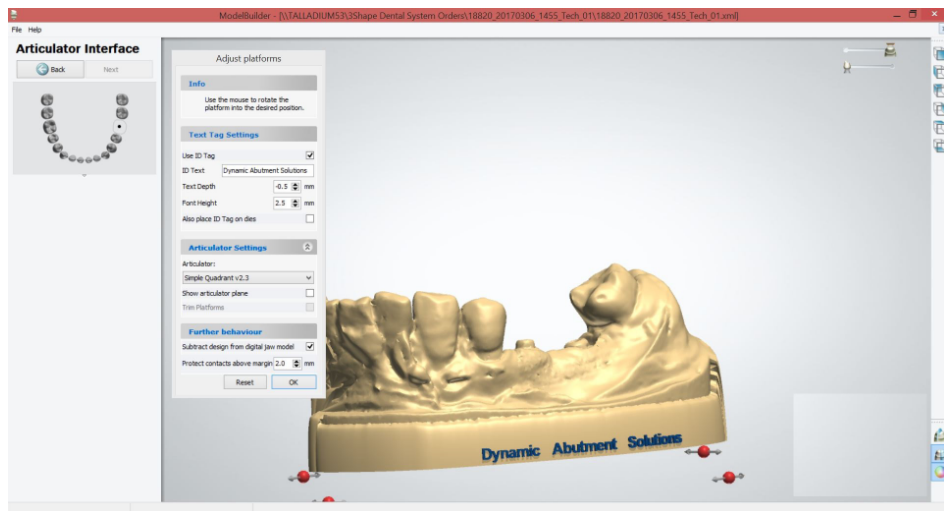 ModelBuilder - [\\TALLADIUM53\3Shape Dental System Orders\18820_20170306_1455_Tech_01\18820_20170306_1455_Tech_01.xml]
File Help
Articulator Interface
Back Next
Adjust platforms
Info
Use the mouse to rotate the
platform into the desired position.
Text Tag Settings
Use ID Tag
ID Text Dynamic Abutment Solutions
Text Depth -0.5 mm
Font Height 2.5 mm
Also place ID Tag on dies
Articulator Settings
Articulator:
Simple Quadrant v2.3
Show articulator plane
Trim Platforms
Further behaviour
Subtract design from digital jaw model
Protect contacts above margin 2.0 mm
Reset OK
Dynamic Abutment Solutions